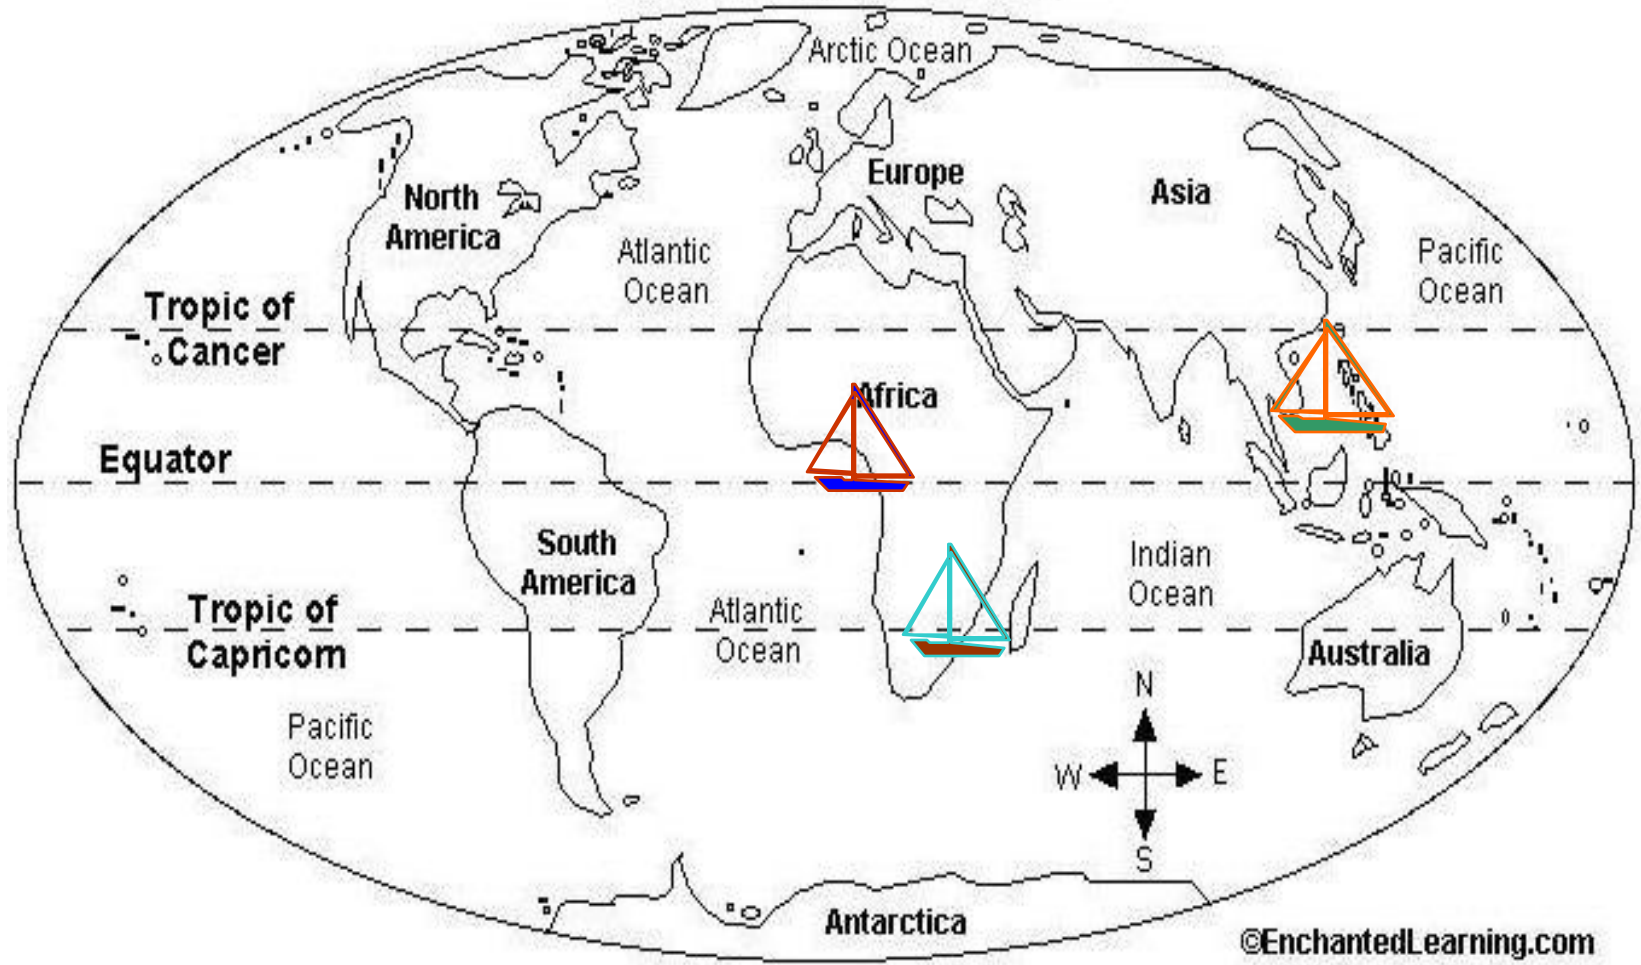 Arctic Ocean
Europe
Asia
North
America
Atlantic
Ocean
Pacific
Ocean
Tropic of
Cancer
Africa
Equator
South
America
Indian
Ocean
Tropic of
Capricorn
Atlantic
Ocean
Australia
Pacific
Ocean
N
W E
S
Antarctica
©EnchantedLearning.com